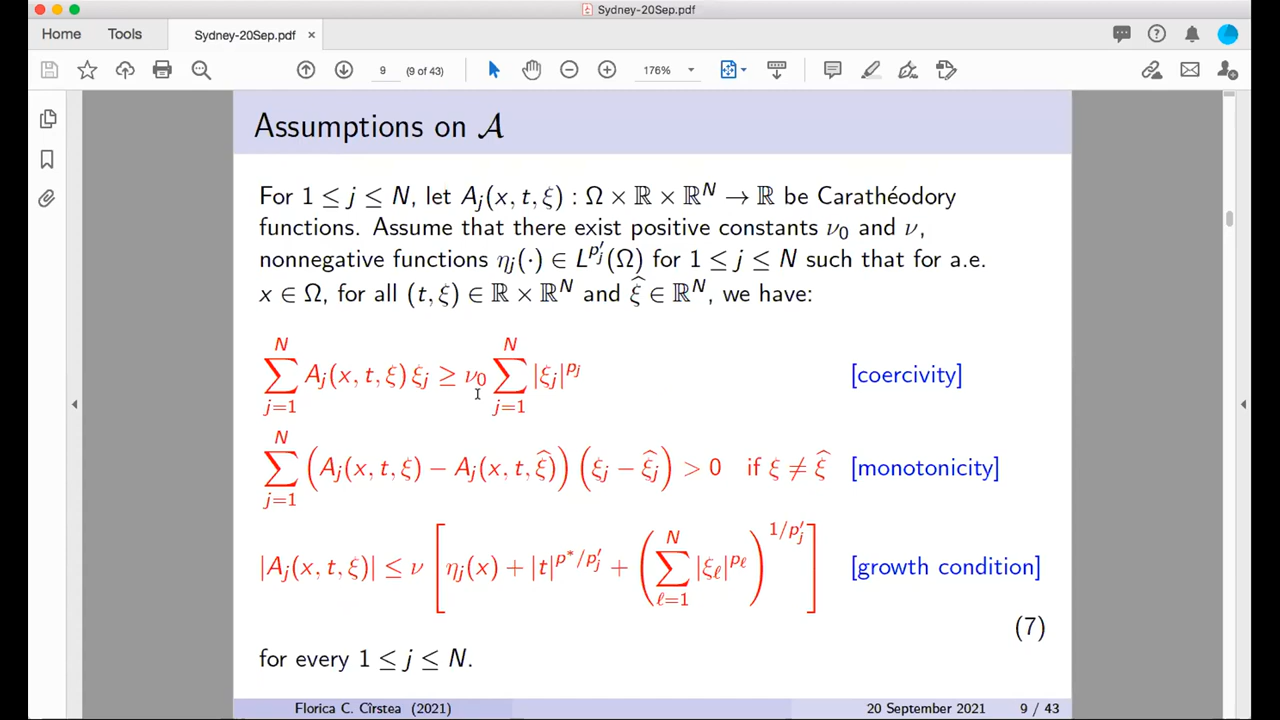 Sydney-20Sep.pdf
Home Tools Sydney-20Sep.pdf ×
9 (9 of 43) 176%
Assumptions on 𝒜
For 1 ≤ j ≤ N, let A_j(x, t, ξ) : Ω × ℝ × ℝ^N → ℝ be Carathéodory
functions. Assume that there exist positive constants ν_0 and ν,
nonnegative functions η_j(·) ∈ L^{p'_j}(Ω) for 1 ≤ j ≤ N such that for a.e.
x ∈ Ω, for all (t, ξ) ∈ ℝ × ℝ^N and ξ̂ ∈ ℝ^N, we have:
∑_{j=1}^{N} A_j(x, t, ξ) ξ_j ≥ ν_0 ∑_{j=1}^{N} |ξ_j|^{p_j} [coercivity]
∑_{j=1}^{N} (A_j(x, t, ξ) − A_j(x, t, ξ̂)) (ξ_j − ξ̂_j) > 0 if ξ ≠ ξ̂ [monotonicity]
|A_j(x, t, ξ)| ≤ ν [η_j(x) + |t|^{p*/p'_j} + (∑_{ℓ=1}^{N} |ξ_ℓ|^{p_ℓ})^{1/p'_j}] [growth condition]
(7)
for every 1 ≤ j ≤ N.
Florica C. Cîrstea (2021) 20 September 2021 9 / 43